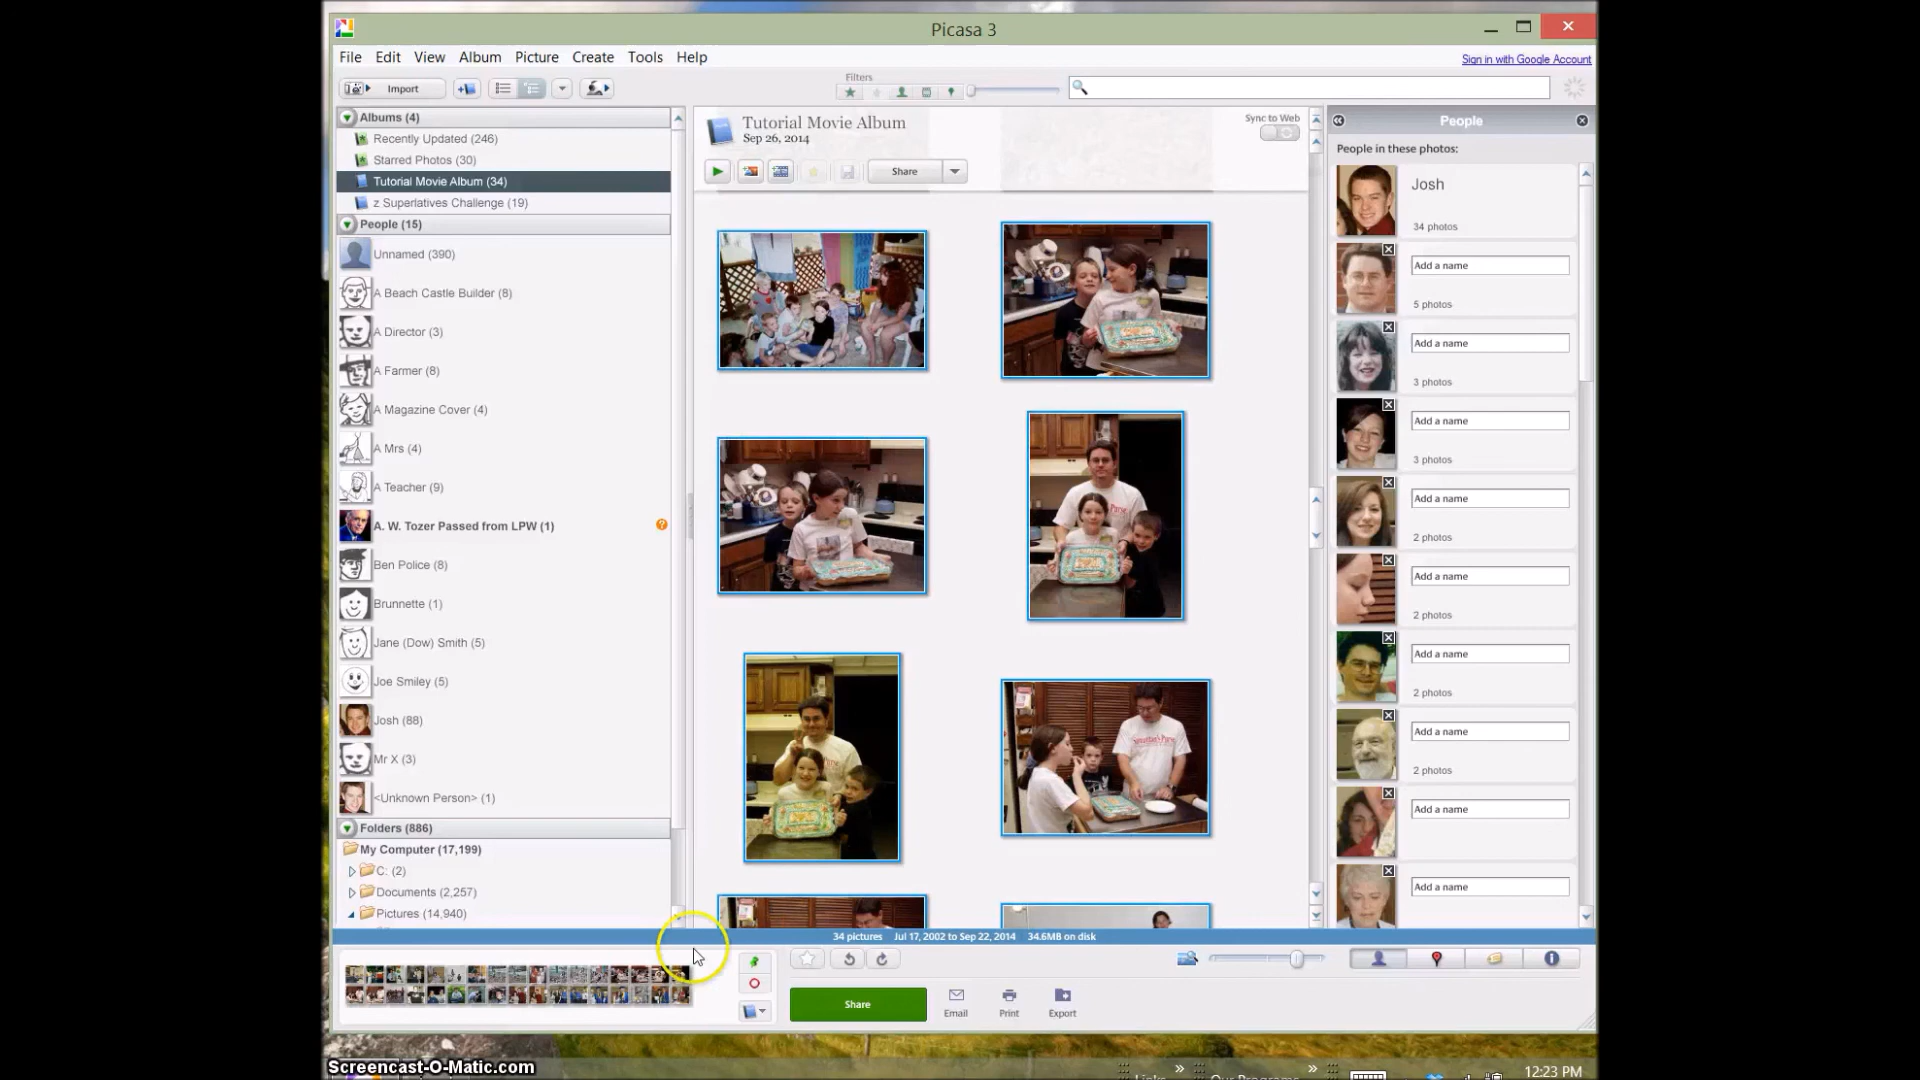 Picasa 3
File Edit View Album Picture Create Tools Help
Sign in with Google Account
Import
Filters
Albums (4)
Recently Updated (246)
Starred Photos (30)
Tutorial Movie Album (34)
z Superlatives Challenge (19)
People (15)
Unnamed (390)
A Beach Castle Builder (8)
A Director (3)
A Farmer (8)
A Magazine Cover (4)
A Mrs (4)
A Teacher (9)
A. W. Tozer Passed from LPW (1)
Ben Police (8)
Brunnette (1)
Jane (Dow) Smith (5)
Joe Smiley (5)
Josh (88)
Mr X (3)
<Unknown Person> (1)
Folders (886)
My Computer (17,199)
C: (2)
Documents (2,257)
Pictures (14,940)
Tutorial Movie Album
Sep 26, 2014
Sync to Web
Share
People
People in these photos:
Josh
34 photos
Add a name
5 photos
Add a name
3 photos
Add a name
3 photos
Add a name
2 photos
Add a name
2 photos
Add a name
2 photos
Add a name
2 photos
Add a name
Add a name
34 pictures Jul 17, 2002 to Sep 22, 2014 34.6MB on disk
Share
Email
Print
Export
Screencast-O-Matic.com
Links
Our Programs
12:23 PM